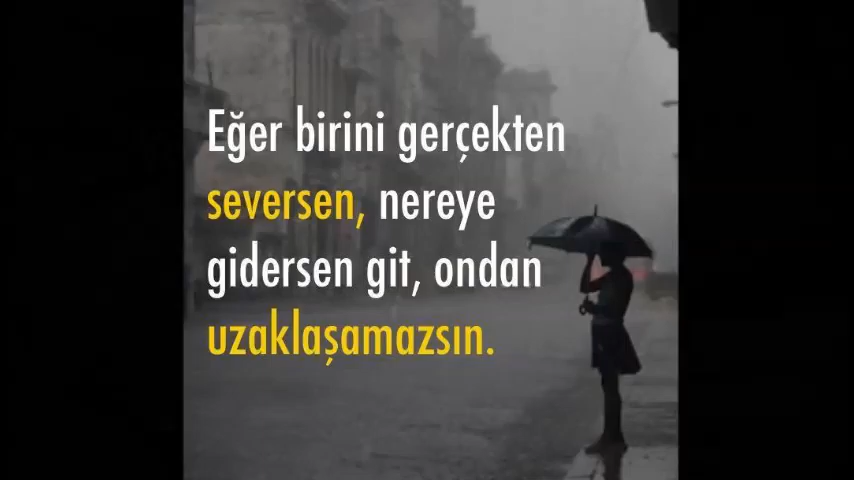 Eğer birini gerçekten
seversen, nereye
gidersen git, ondan
uzaklaşamazsın.